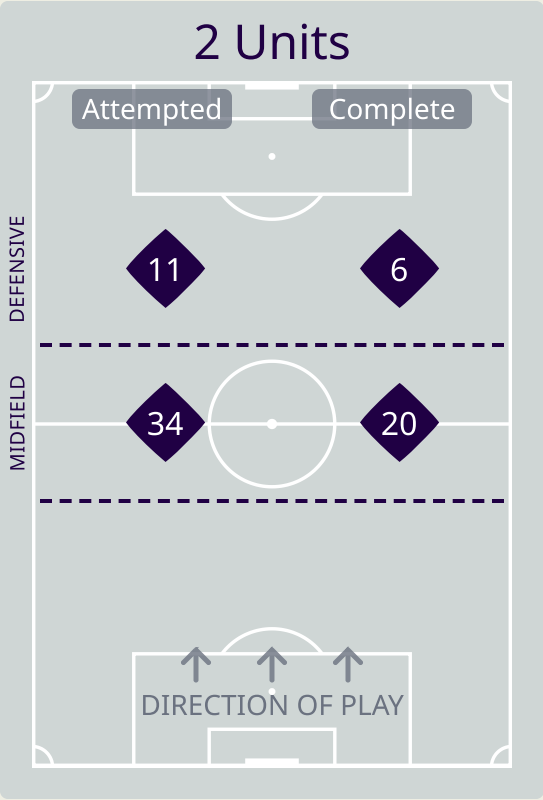 2 Units
Attempted Complete
DEFENSIVE
11 6
MIDFIELD
34 20
DIRECTION OF PLAY